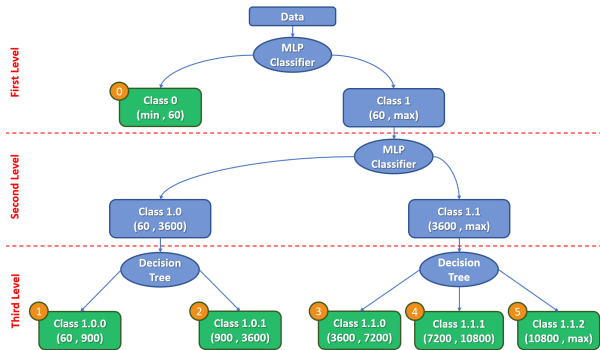 Data
First Level
MLP
Classifier
0
Class 0
(min , 60)
Class 1
(60 , max)
Second Level
MLP
Classifier
Class 1.0
(60 , 3600)
Class 1.1
(3600 , max)
Third Level
Decision
Tree
Decision
Tree
1
Class 1.0.0
(60 , 900)
2
Class 1.0.1
(900 , 3600)
3
Class 1.1.0
(3600 , 7200)
4
Class 1.1.1
(7200 , 10800)
5
Class 1.1.2
(10800 , max)